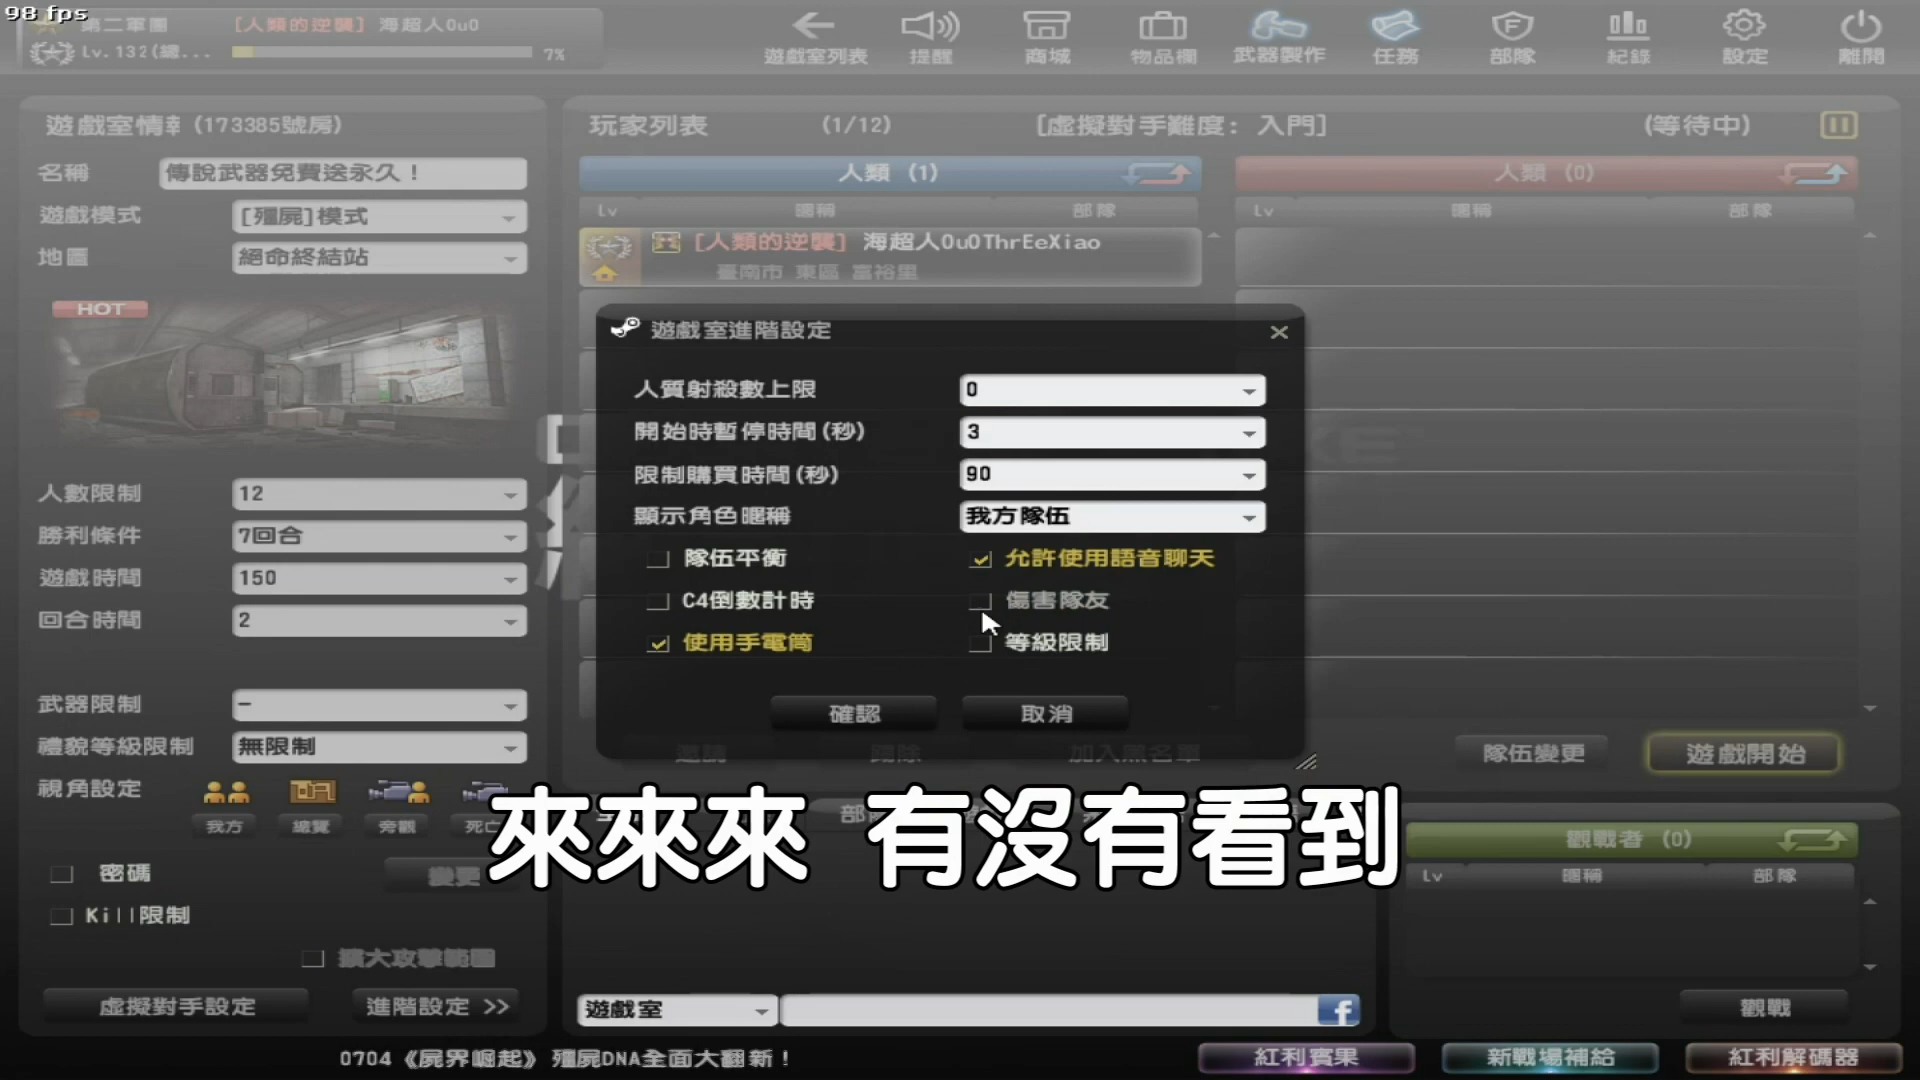 98 fps
第二軍團
[人類的逆襲] 海超人0u0
Lv.132(總...
7%
遊戲室列表
提醒
商城
物品欄
武器製作
任務
部隊
紀錄
設定
離開
遊戲室情 (173385號房)
名稱
傳說武器免費送永久!
遊戲模式
[殭屍]模式
地圖
絕命終結站
HOT
人數限制
12
勝利條件
7回合
遊戲時間
150
回合時間
2
武器限制
-
禮貌等級限制
無限制
視角設定
我方
總覽
旁觀
死亡
密碼
變更
Kill限制
擴大攻擊範圍
虛擬對手設定
進階設定 >>
玩家列表
(1/12)
[虛擬對手難度: 入門]
(等待中)
人類 (1)
人類 (0)
Lv
暱稱
部隊
Lv
暱稱
部隊
[人類的逆襲] 海超人0u0ThrEeXiao
臺南市 東區 富裕里
遊戲室進階設定
人質射殺數上限
0
開始時暫停時間(秒)
3
限制購買時間(秒)
90
顯示角色暱稱
我方隊伍
隊伍平衡
允許使用語音聊天
C4倒數計時
傷害隊友
使用手電筒
等級限制
確認
取消
邀請
踢除
加入黑名單
隊伍變更
遊戲開始
來來來 有沒有看到
觀戰者 (0)
Lv
暱稱
部隊
觀戰
遊戲室
0704《屍界崛起》殭屍DNA全面大翻新!
紅利賓果
新戰場補給
紅利解碼器